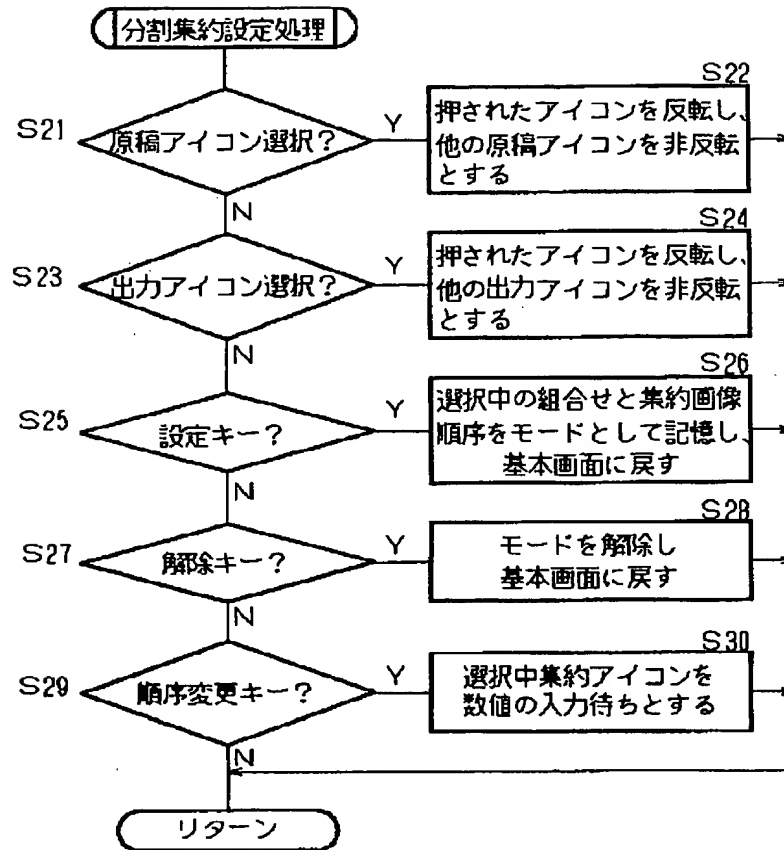 分割集約設定処理
S21
原稿アイコン選択?
Y
N
S22
押されたアイコンを反転し、
他の原稿アイコンを非反転
とする
S23
出力アイコン選択?
Y
N
S24
押されたアイコンを反転し、
他の出力アイコンを非反転
とする
S25
設定キー?
Y
N
S26
選択中の組合せと集約画像
順序をモードとして記憶し、
基本画面に戻す
S27
解除キー?
Y
N
S28
モードを解除し
基本画面に戻す
S29
順序変更キー?
Y
N
S30
選択中集約アイコンを
数値の入力待ちとする
リターン